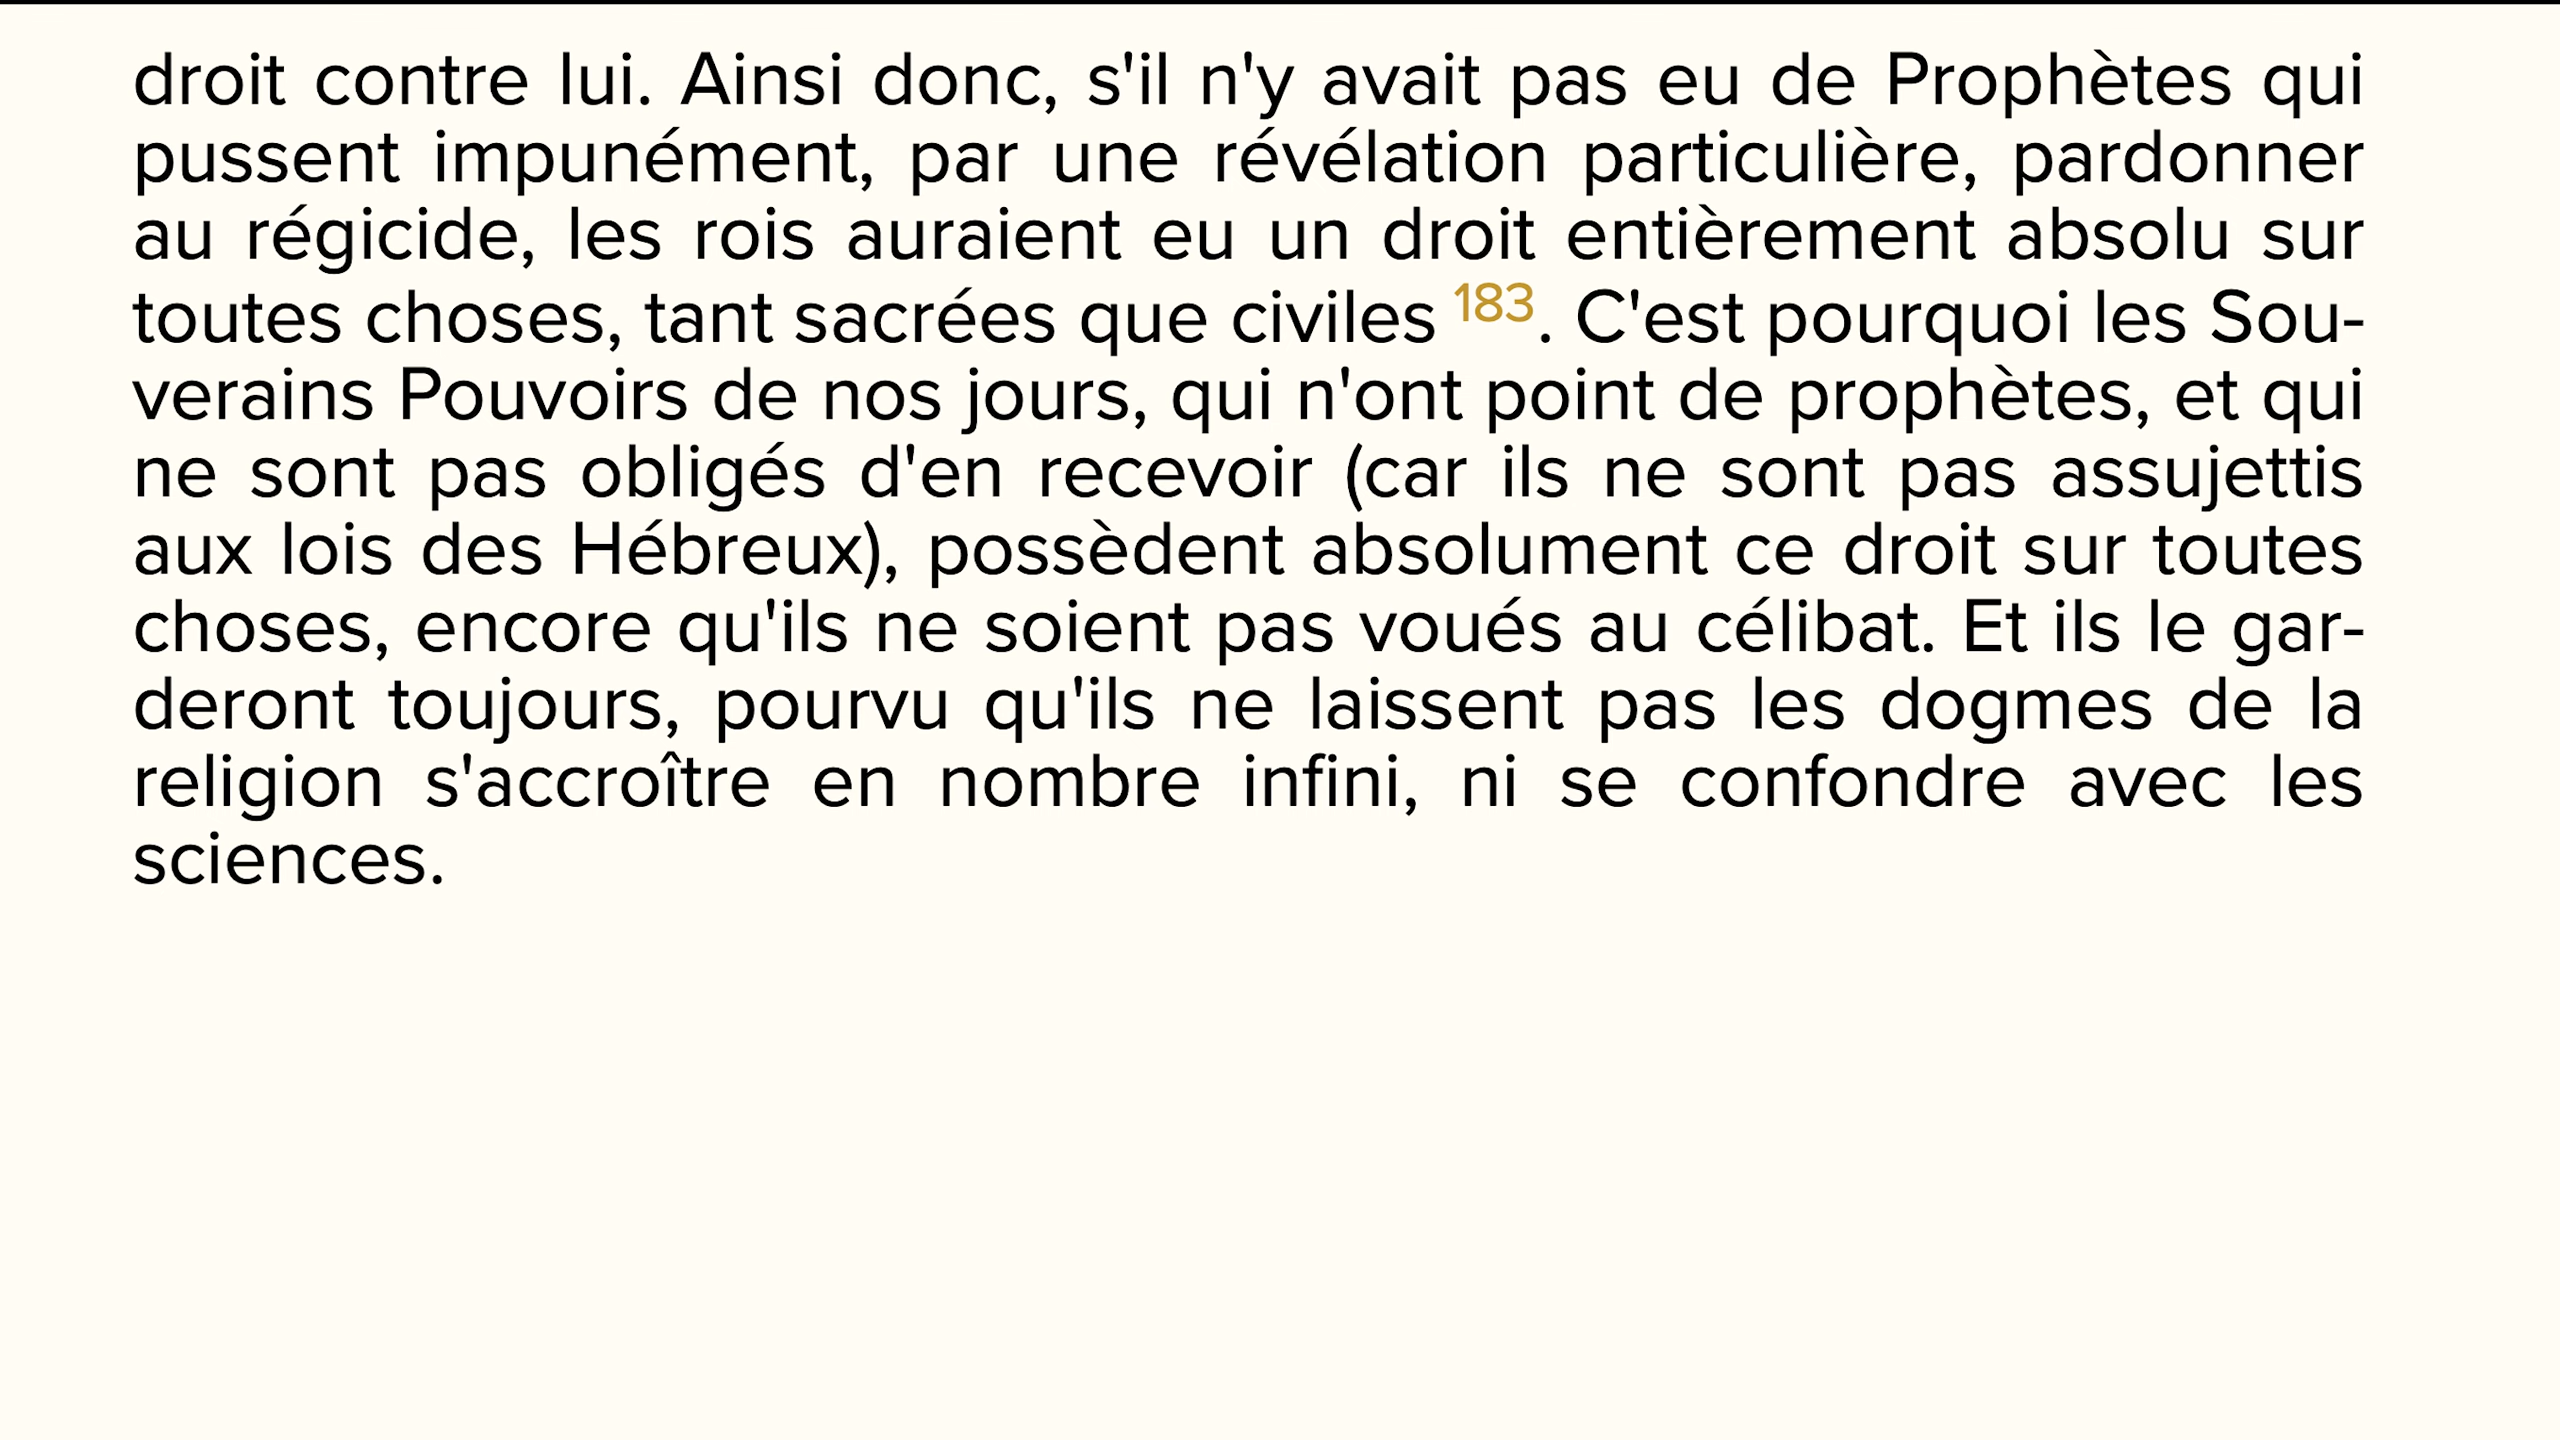 droit contre lui. Ainsi donc, s'il n'y avait pas eu de Prophètes qui
pussent impunément, par une révélation particulière, pardonner
au régicide, les rois auraient eu un droit entièrement absolu sur
toutes choses, tant sacrées que civiles 183. C'est pourquoi les Sou-
verains Pouvoirs de nos jours, qui n'ont point de prophètes, et qui
ne sont pas obligés d'en recevoir (car ils ne sont pas assujettis
aux lois des Hébreux), possèdent absolument ce droit sur toutes
choses, encore qu'ils ne soient pas voués au célibat. Et ils le gar-
deront toujours, pourvu qu'ils ne laissent pas les dogmes de la
religion s'accroître en nombre infini, ni se confondre avec les
sciences.